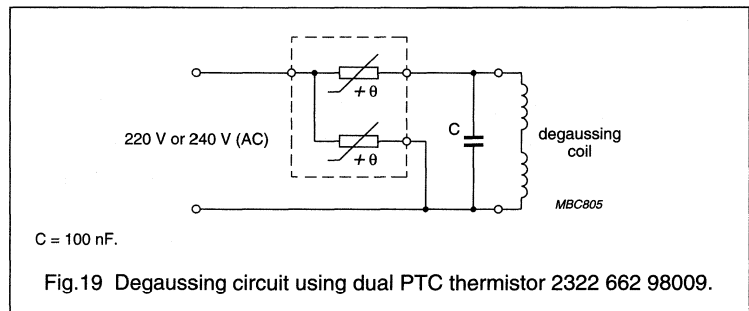 + θ
220 V or 240 V (AC)
+ θ
C
degaussing
coil
MBC805
C = 100 nF.
Fig.19 Degaussing circuit using dual PTC thermistor 2322 662 98009.